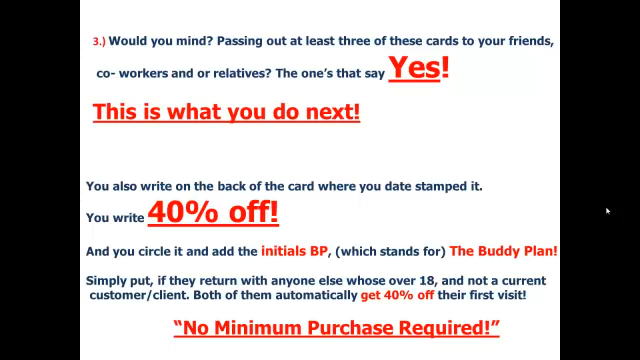 3.) Would you mind? Passing out at least three of these cards to your friends,
co- workers and or relatives? The one's that say Yes!
This is what you do next!
You also write on the back of the card where you date stamped it.
You write 40% off!
And you circle it and add the initials BP, (which stands for) The Buddy Plan!
Simply put, if they return with anyone else whose over 18, and not a current
customer/client. Both of them automatically get 40% off their first visit!
“No Minimum Purchase Required!”